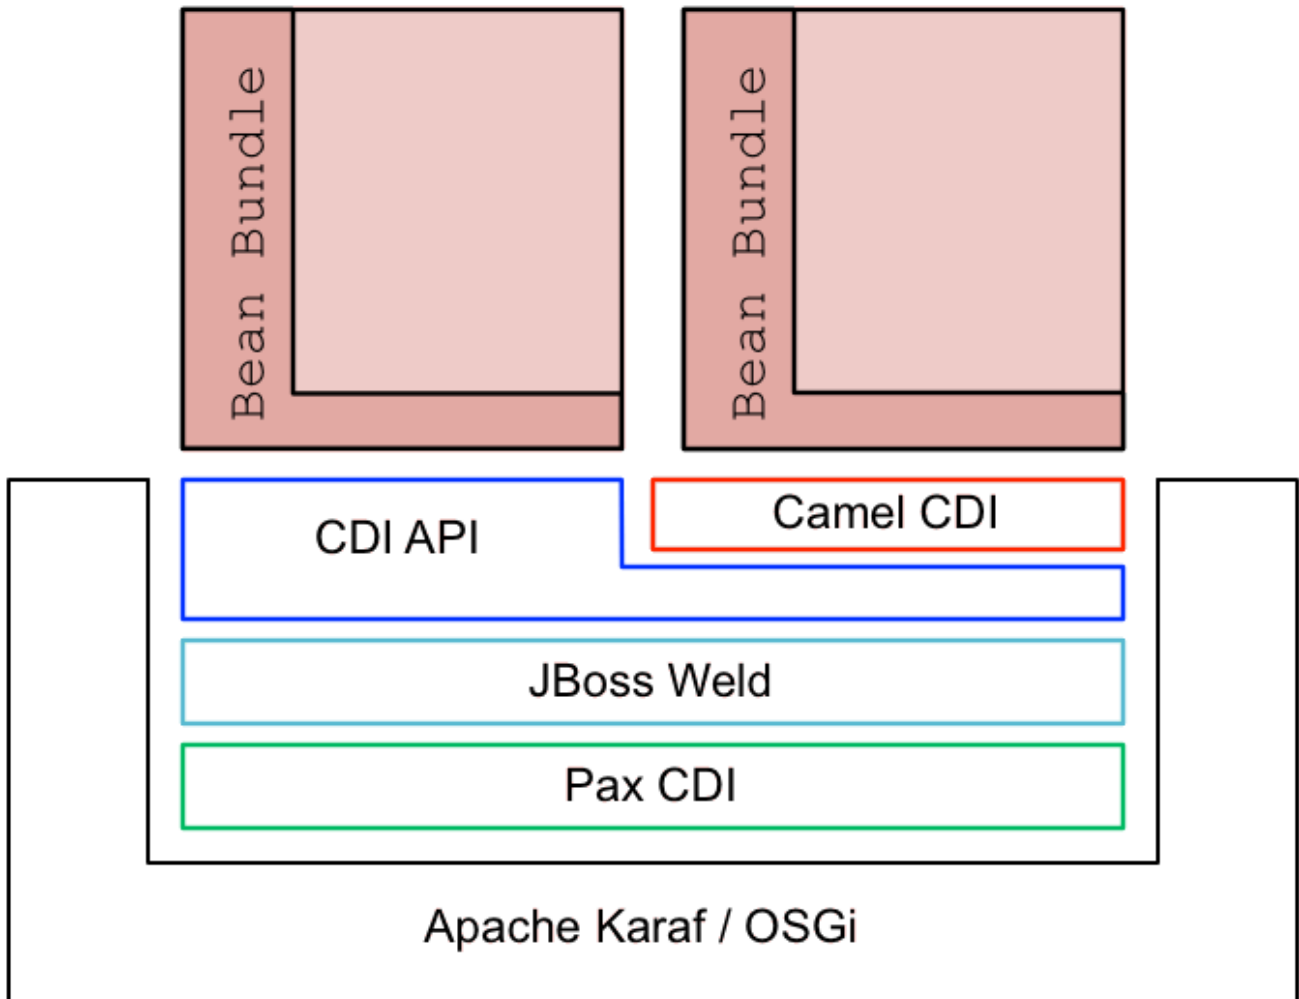 Bean Bundle
Bean Bundle
CDI API
Camel CDI
JBoss Weld
Pax CDI
Apache Karaf / OSGi